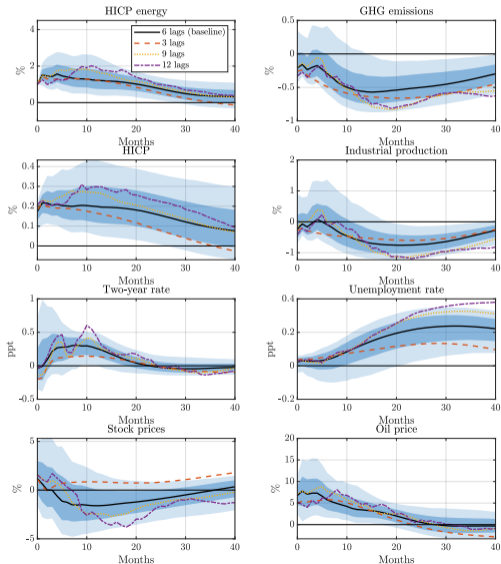 HICP energy
GHG emissions
6 lags (baseline)
3 lags
9 lags
12 lags
%
4
2
0
0 10 20 30 40
Months
%
0.5
0
-0.5
-1
0 10 20 30 40
Months
HICP
Industrial production
%
0.4
0.3
0.2
0.1
0
0 10 20 30 40
Months
%
2
1
0
-1
0 10 20 30 40
Months
Two-year rate
Unemployment rate
ppt
1
0.5
0
-0.5
0 10 20 30 40
Months
ppt
0.4
0.2
0
0.2
0 10 20 30 40
Months
Stock prices
Oil price
%
5
0
-5
0 10 20 30 40
Months
%
20
15
10
5
0
0 10 20 30 40
Months